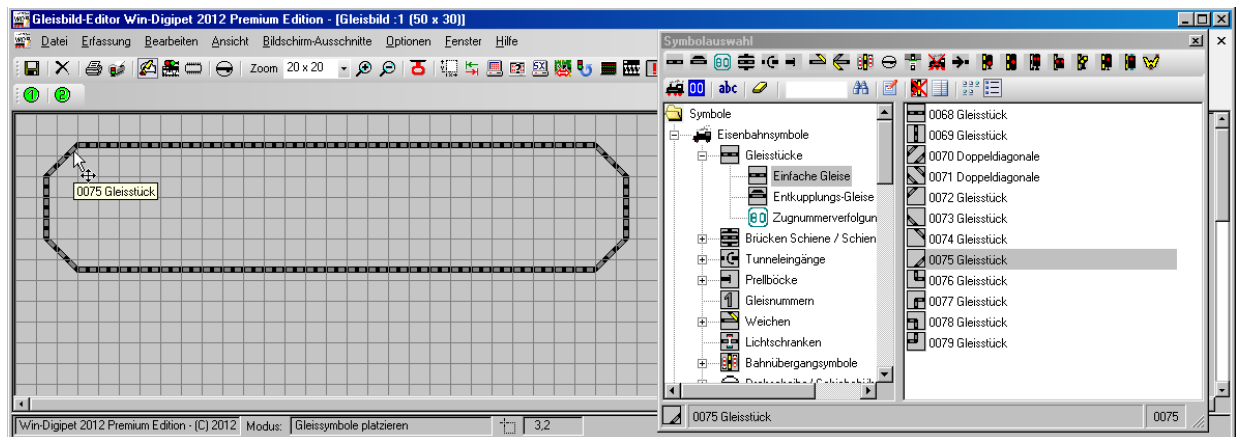 Gleisbild-Editor Win-Digipet 2012 Premium Edition - [Gleisbild :1 (50 x 30)]
Datei Erfassung Bearbeiten Ansicht Bildschirm-Ausschnitte Optionen Fenster Hilfe
Zoom 20 x 20
1 2
0075 Gleisstück
Symbolauswahl
00 abc
Symbole
Eisenbahnsymbole
Gleisstücke
Einfache Gleise
Entkupplungs-Gleise
Zugnummerverfolgun
Brücken Schiene / Schien
Tunneleingänge
Prellböcke
Gleisnummern
Weichen
Lichtschranken
Bahnübergangsymbole
0068 Gleisstück
0069 Gleisstück
0070 Doppeldiagonale
0071 Doppeldiagonale
0072 Gleisstück
0073 Gleisstück
0074 Gleisstück
0075 Gleisstück
0076 Gleisstück
0077 Gleisstück
0078 Gleisstück
0079 Gleisstück
0075 Gleisstück 0075
Win-Digipet 2012 Premium Edition - (C) 2012 Modus: Gleissymbole platzieren 3,2